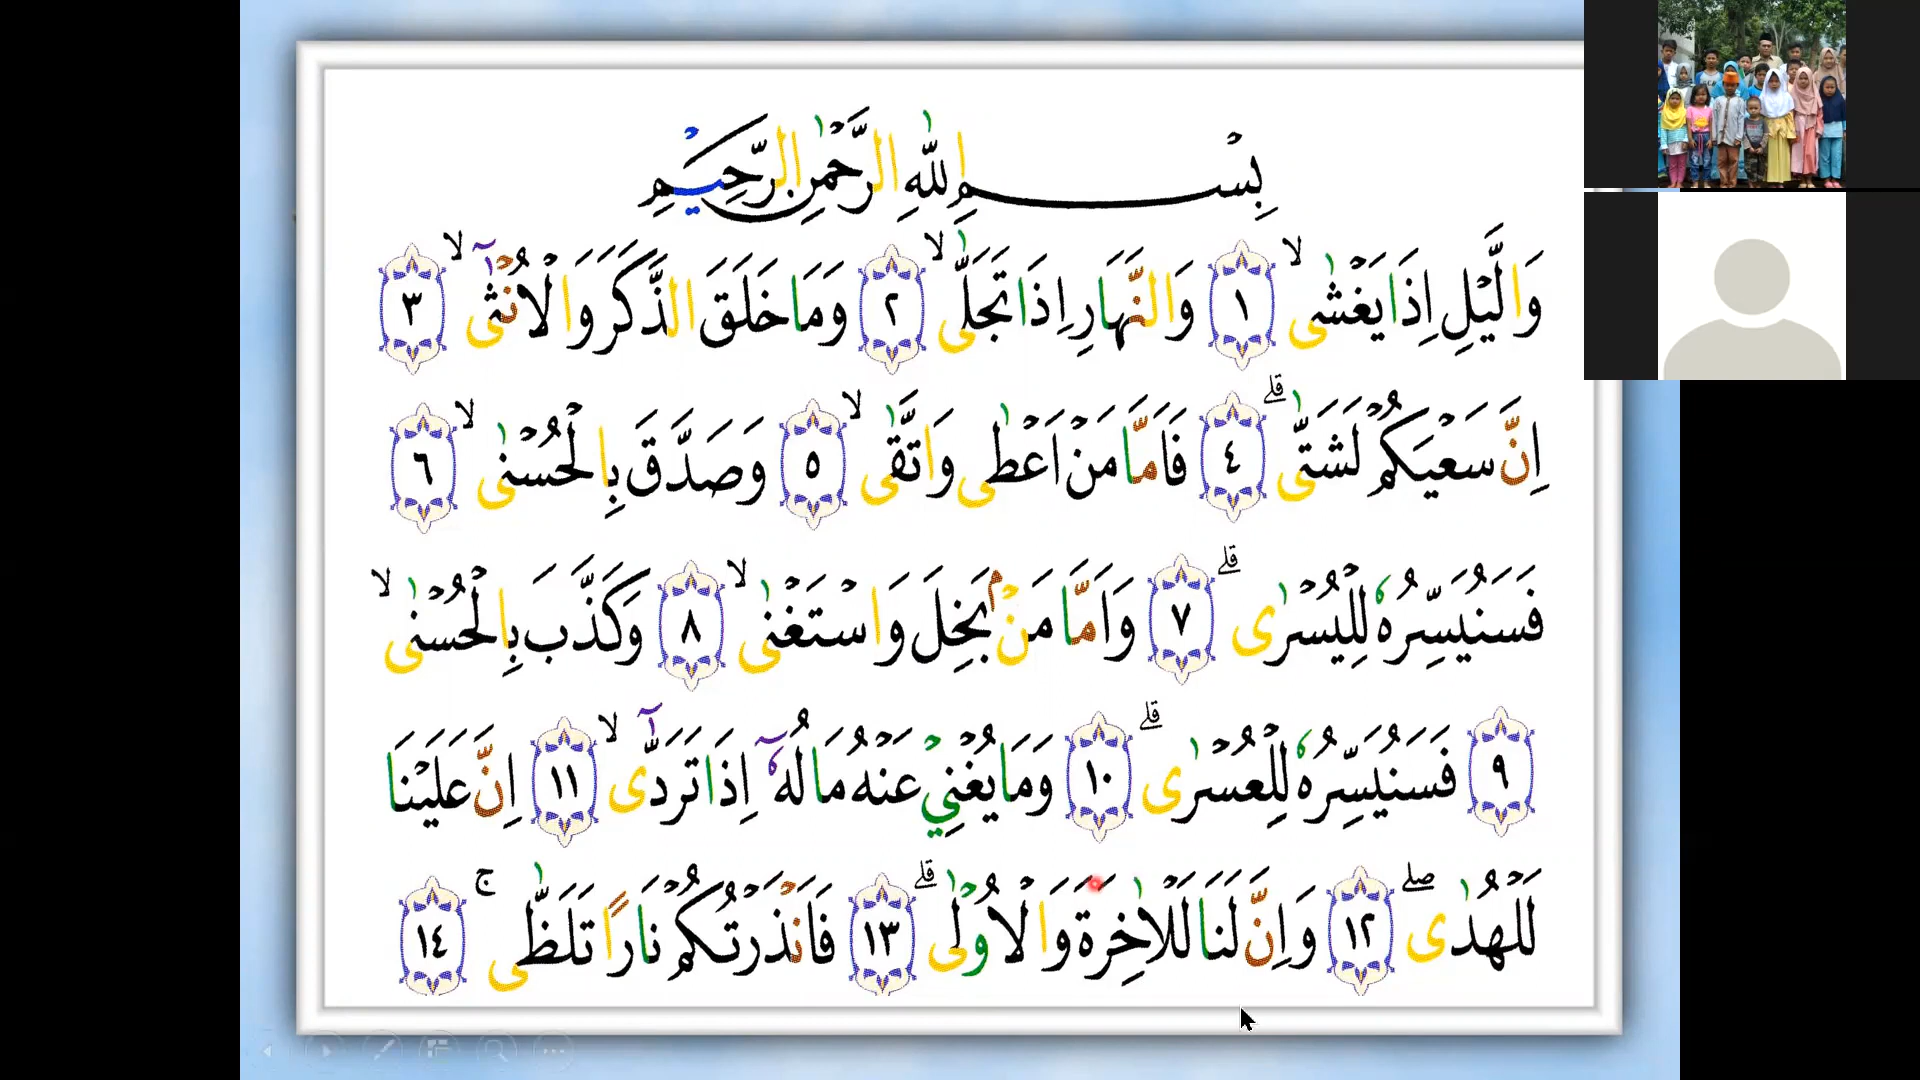 بِسْــــــمِ اللّٰهِ الرَّحْمٰنِ الرَّحِيْمِ
وَالَّيْلِ اِذَا يَغْشٰىۙ ١ وَالنَّهَارِ اِذَا تَجَلّٰىۙ ٢ وَمَا خَلَقَ الذَّكَرَ وَالْاُنْثٰىٓۙ ٣
اِنَّ سَعْيَكُمْ لَشَتّٰىۗ ٤ فَاَمَّا مَنْ اَعْطٰى وَاتَّقٰىۙ ٥ وَصَدَّقَ بِالْحُسْنٰىۙ ٦
فَسَنُيَسِّرُهٗ لِلْيُسْرٰىۗ ٧ وَاَمَّا مَنْۢ بَخِلَ وَاسْتَغْنٰىۙ ٨ وَكَذَّبَ بِالْحُسْنٰىۙ
٩ فَسَنُيَسِّرُهٗ لِلْعُسْرٰىۗ ١٠ وَمَا يُغْنِيْ عَنْهُ مَالُهٗٓ اِذَا تَرَدّٰىٓۙ ١١ اِنَّ عَلَيْنَا
لَلْهُدٰىۖ ١٢ وَاِنَّ لَنَا لَلْاٰخِرَةَ وَالْاُوْلٰىۗ ١٣ فَاَنْذَرْتُكُمْ نَارًا تَلَظّٰىۚ ١٤